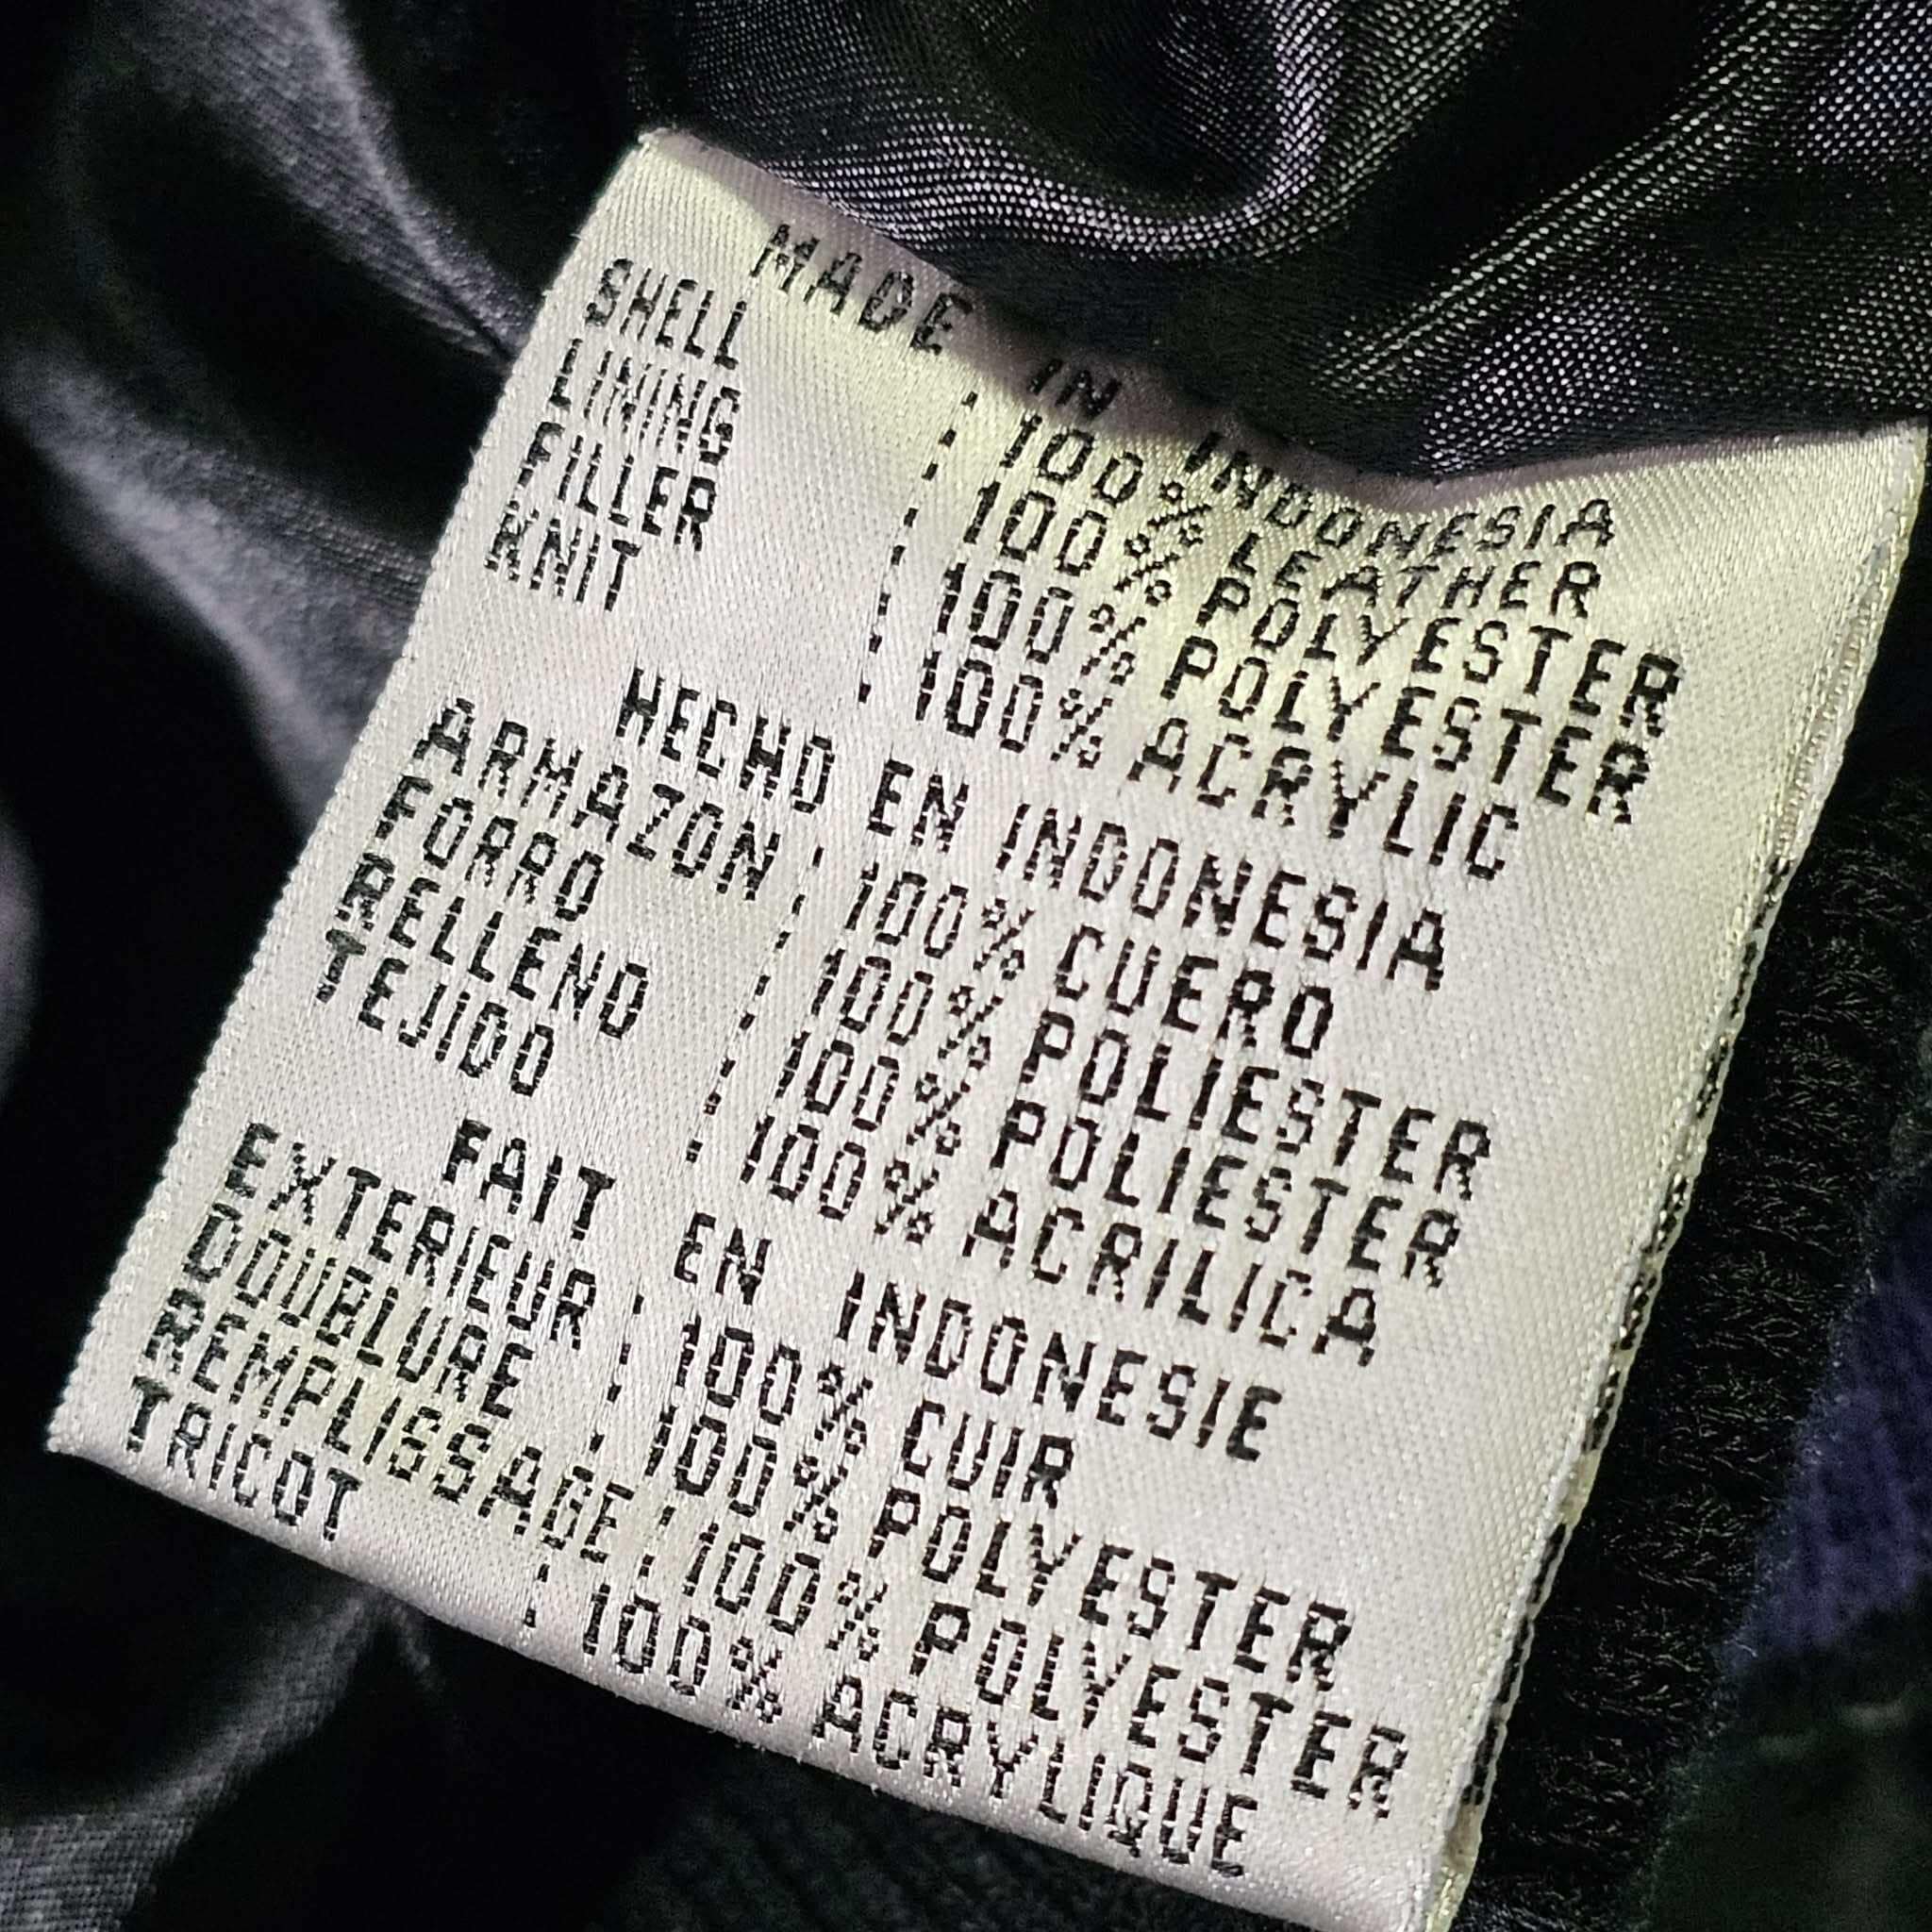 MADE IN INDONESIA
SHELL : 100% LEATHER
LINING : 100% POLYESTER
FILLER : 100% POLYESTER
KNIT : 100% ACRYLIC
HECHO EN INDONESIA
ARMAZON : 100% CUERO
FORRO : 100% POLIESTER
RELLENO : 100% POLIESTER
TEJIDO : 100% ACRILICA
FAIT EN INDONESIE
EXTERIEUR : 100% CUIR
DOUBLURE : 100% POLYESTER
REMPLISSAGE : 100% POLYESTER
TRICOT : 100% ACRYLIQUE